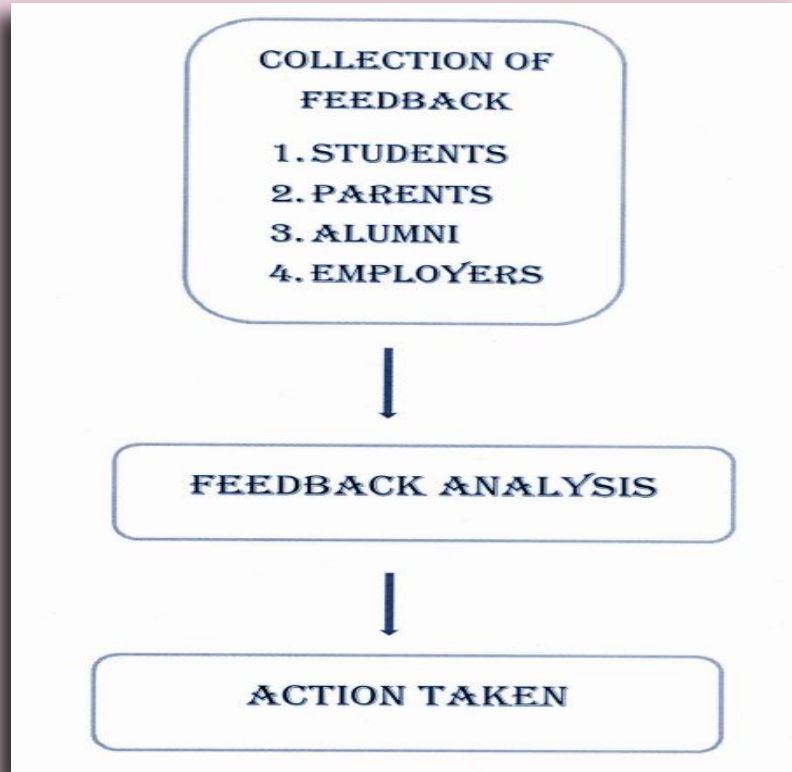 COLLECTION OF
FEEDBACK
1. STUDENTS
2. PARENTS
3. ALUMNI
4. EMPLOYERS
FEEDBACK ANALYSIS
ACTION TAKEN